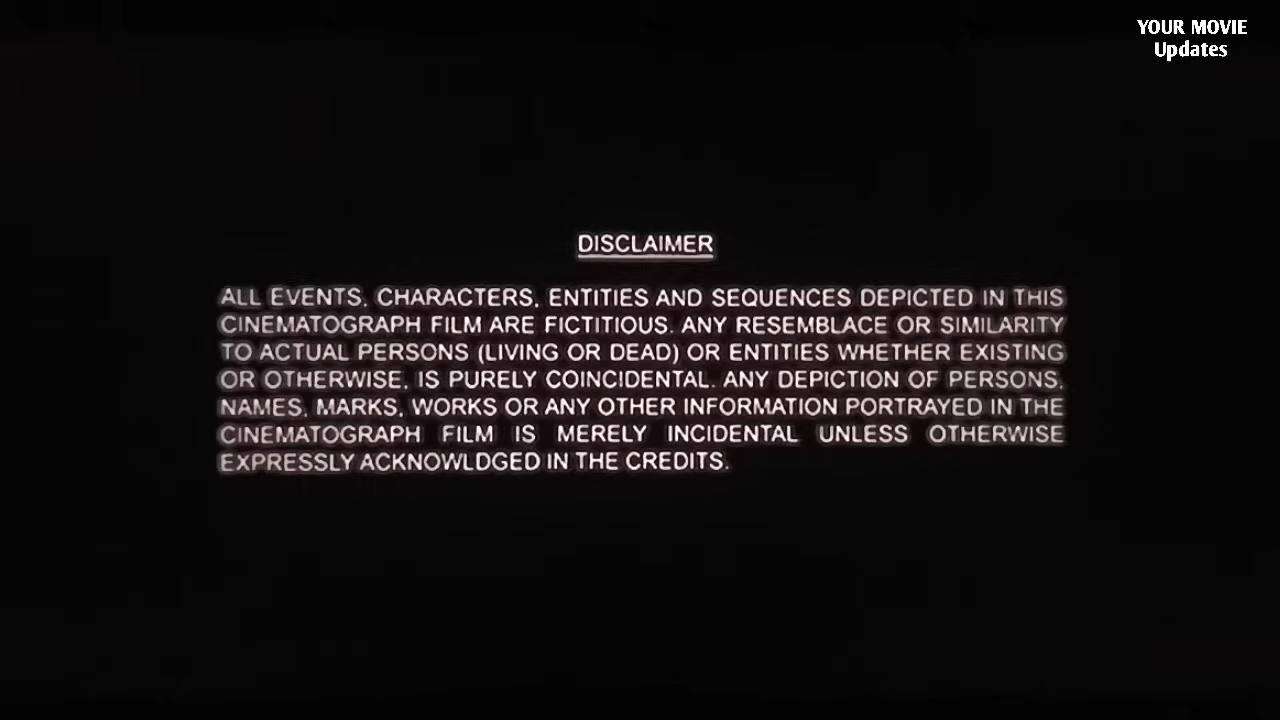 YOUR MOVIE
Updates
DISCLAIMER
ALL EVENTS, CHARACTERS, ENTITIES AND SEQUENCES DEPICTED IN THIS
CINEMATOGRAPH FILM ARE FICTITIOUS. ANY RESEMBLACE OR SIMILARITY
TO ACTUAL PERSONS (LIVING OR DEAD) OR ENTITIES WHETHER EXISTING
OR OTHERWISE, IS PURELY COINCIDENTAL. ANY DEPICTION OF PERSONS,
NAMES, MARKS, WORKS OR ANY OTHER INFORMATION PORTRAYED IN THE
CINEMATOGRAPH FILM IS MERELY INCIDENTAL UNLESS OTHERWISE
EXPRESSLY ACKNOWLDGED IN THE CREDITS.